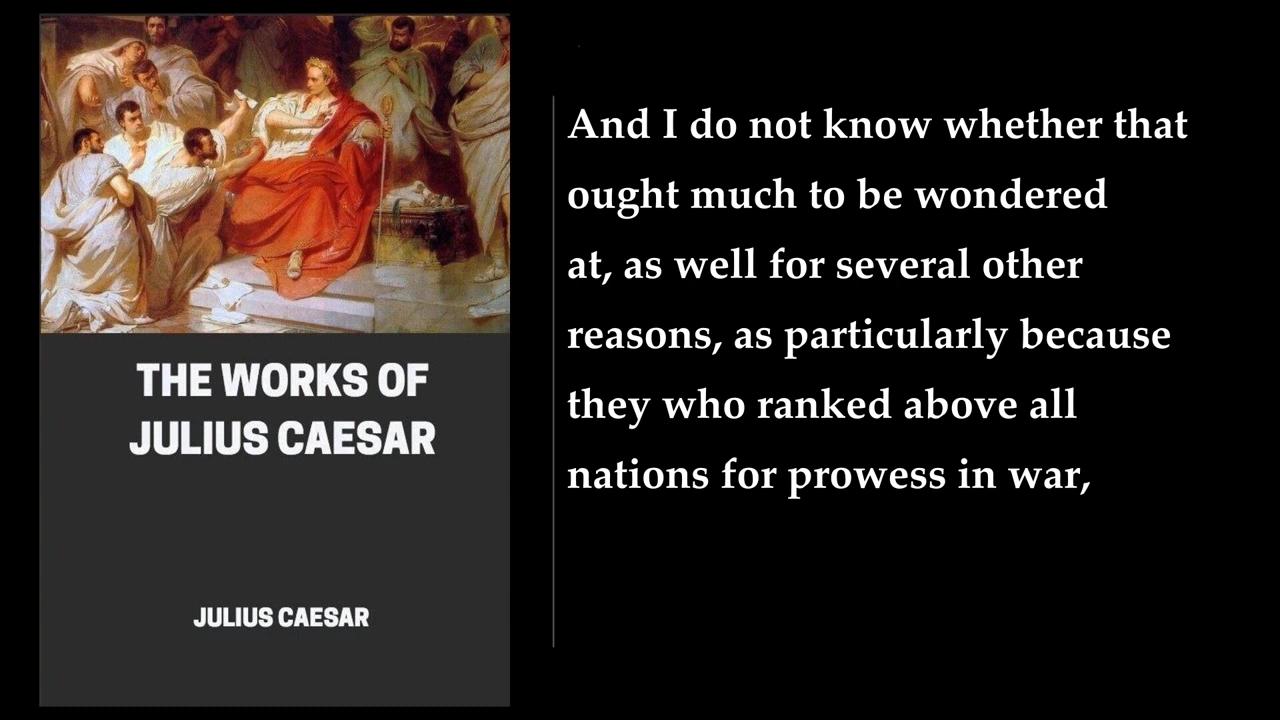 THE WORKS OF
JULIUS CAESAR
JULIUS CAESAR
And I do not know whether that
ought much to be wondered
at, as well for several other
reasons, as particularly because
they who ranked above all
nations for prowess in war,